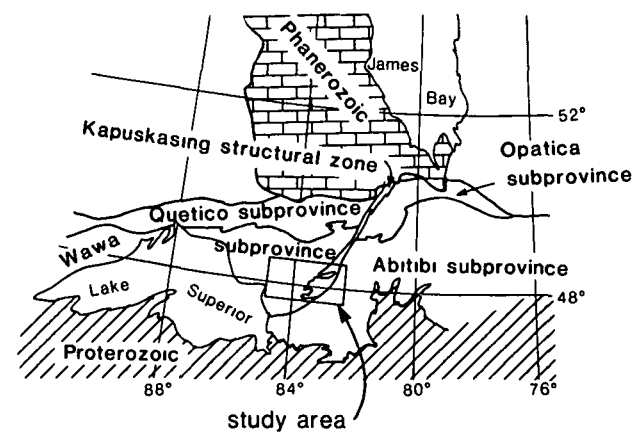 Phanerozoic
James
Bay
52°
Kapuskasing structural zone
Opatica
subprovince
Quetico subprovince
Wawa
subprovince
Abitibi subprovince
Lake
Superior
48°
Proterozoic
88°
84°
80°
76°
study area